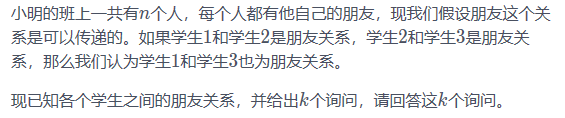 小明的班上一共有n个人，每个人都有他自己的朋友，现我们假设朋友这个关
系是可以传递的。如果学生1和学生2是朋友关系，学生2和学生3是朋友关
系，那么我们认为学生1和学生3也为朋友关系。
现已知各个学生之间的朋友关系，并给出k个询问，请回答这k个询问。